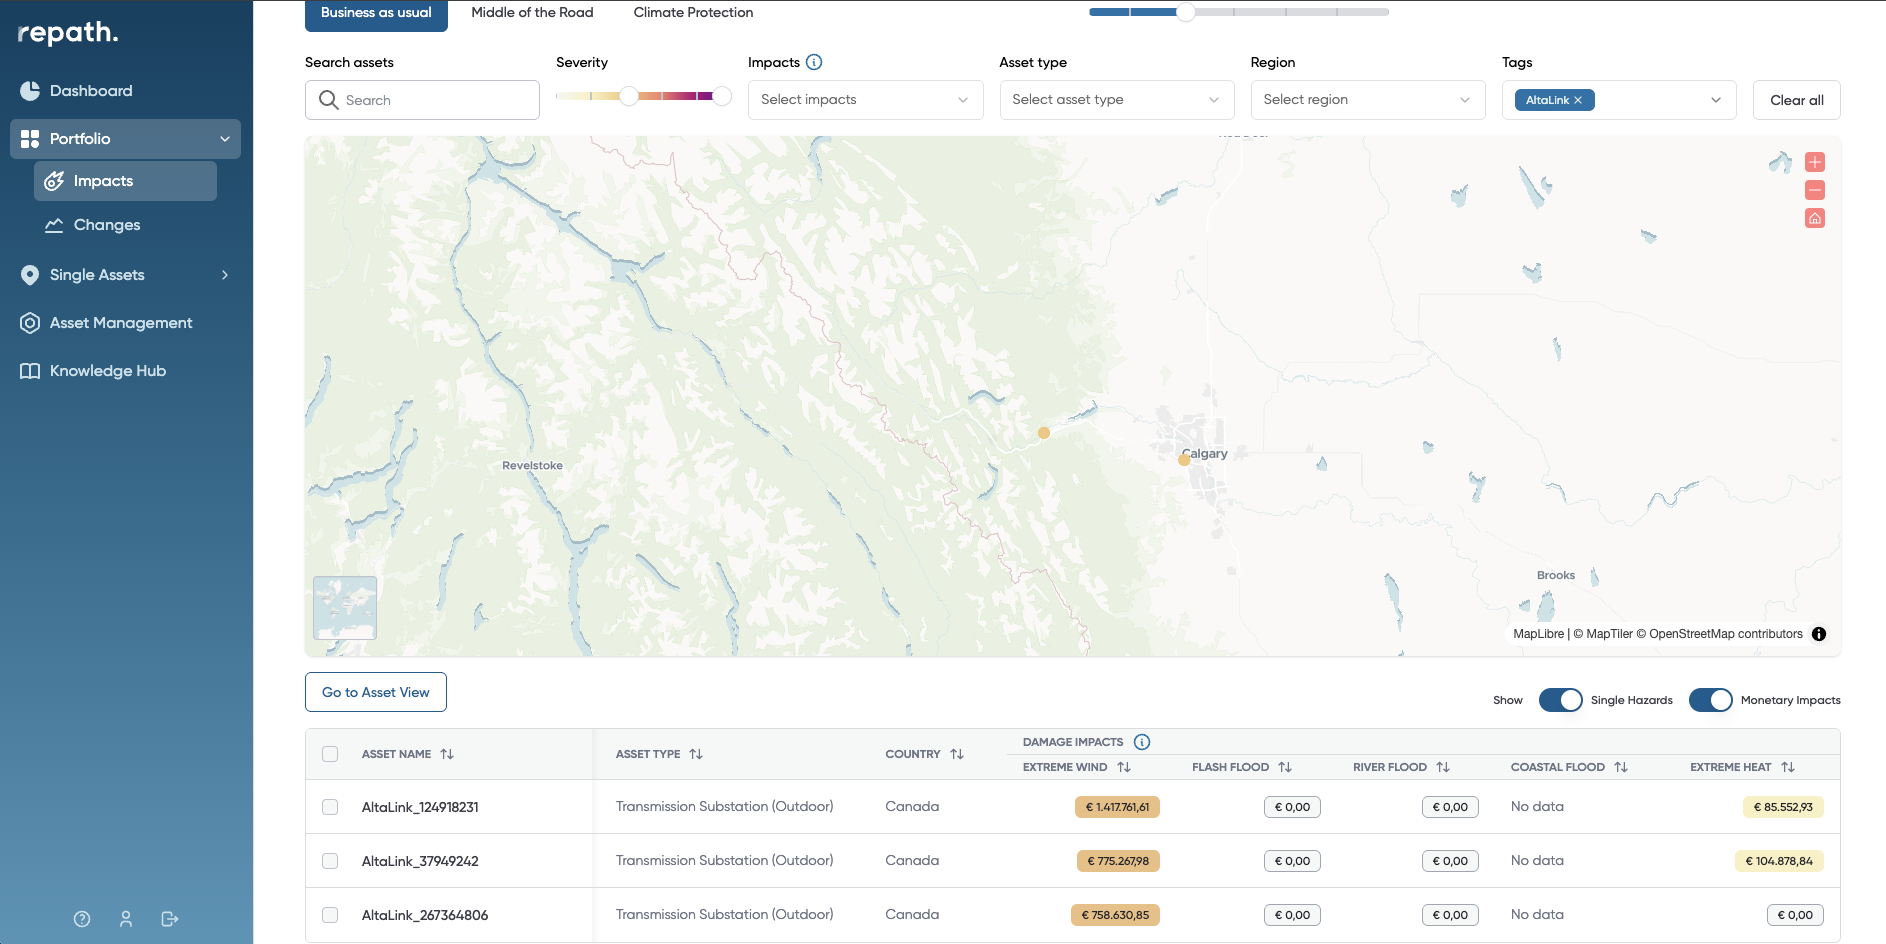 repath.
Dashboard
Portfolio
Impacts
Changes
Single Assets
Asset Management
Knowledge Hub
Business as usual
Middle of the Road
Climate Protection
Search assets
Severity
Impacts
Asset type
Region
Tags
Search
Select impacts
Select asset type
Select region
AltaLink
Clear all
Revelstoke
Calgary
Brooks
MapLibre | © MapTiler © OpenStreetMap contributors
Go to Asset View
Show
Single Hazards
Monetary Impacts
DAMAGE IMPACTS
ASSET NAME ASSET TYPE COUNTRY EXTREME WIND FLASH FLOOD RIVER FLOOD COASTAL FLOOD EXTREME HEAT
AltaLink_124918231 Transmission Substation (Outdoor) Canada € 1.417.761,61 € 0,00 € 0,00 No data € 85.552,93
AltaLink_37949242 Transmission Substation (Outdoor) Canada € 775.267,98 € 0,00 € 0,00 No data € 104.878,84
AltaLink_267364806 Transmission Substation (Outdoor) Canada € 758.630,85 € 0,00 € 0,00 No data € 0,00